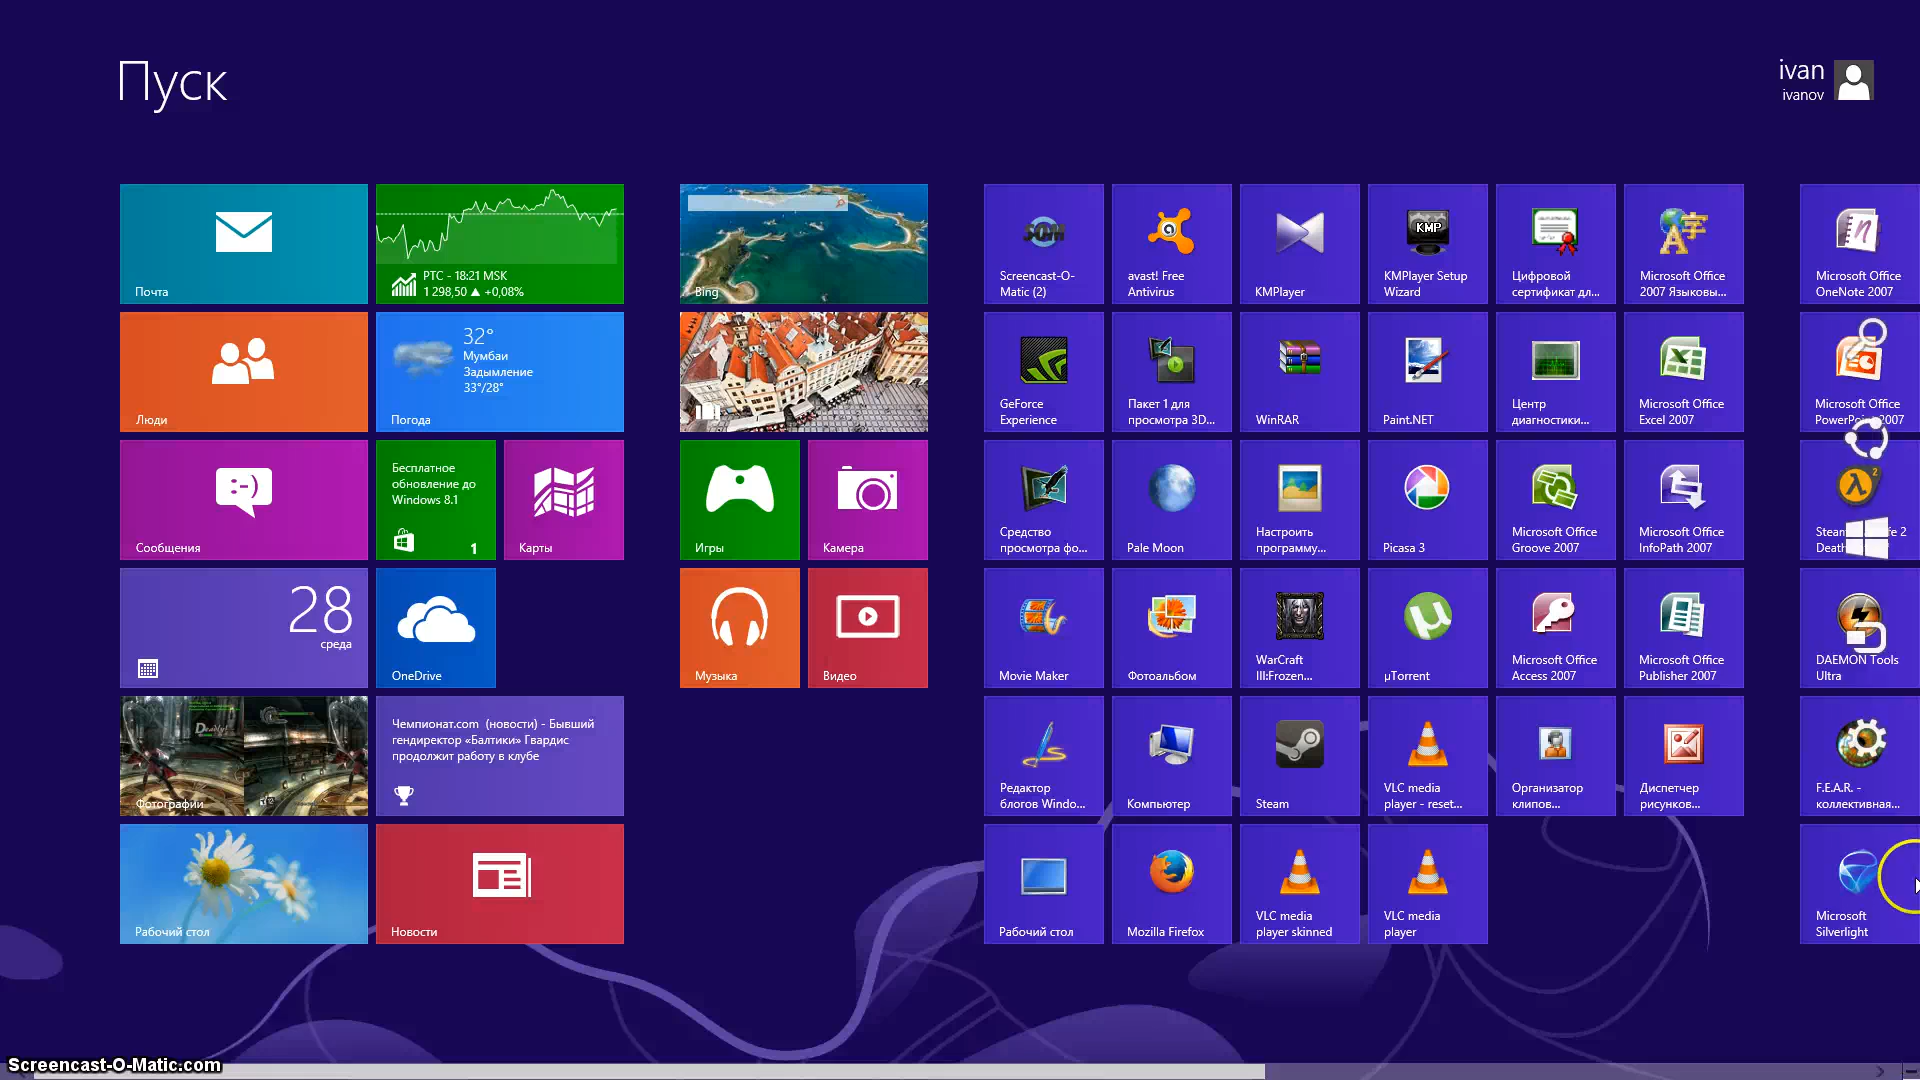 Пуск
ivan
ivanov
Почта
РТС - 18:21 MSK
1 298,50 ▲ +0,08%
Люди
32°
Мумбаи
Задымление
33°/28°
Погода
Сообщения
Бесплатное
обновление до
Windows 8.1
1
Карты
28
среда
OneDrive
Фотографии
Чемпионат.com (новости) - Бывший
гендиректор «Балтики» Гвардис
продолжит работу в клубе
Рабочий стол
Новости
Bing
Игры
Камера
Музыка
Видео
Screencast-O-
Matic (2)
avast! Free
Antivirus
KMPlayer
KMP
KMPlayer Setup
Wizard
Цифровой
сертификат дл...
Microsoft Office
2007 Языковы...
GeForce
Experience
Пакет 1 для
просмотра 3D...
WinRAR
Paint.NET
Центр
диагностики...
Microsoft Office
Excel 2007
Средство
просмотра фо...
Pale Moon
Настроить
программу...
Picasa 3
Microsoft Office
Groove 2007
Microsoft Office
InfoPath 2007
Movie Maker
Фотоальбом
WarCraft
III:Frozen...
µTorrent
Microsoft Office
Access 2007
Microsoft Office
Publisher 2007
Редактор
блогов Windo...
Компьютер
Steam
VLC media
player - reset...
Организатор
клипов...
Диспетчер
рисунков...
Рабочий стол
Mozilla Firefox
VLC media
player skinned
VLC media
player
Microsoft Office
OneNote 2007
Microsoft Office
PowerPoint 2007
2
Death
DAEMON Tools
Ultra
F.E.A.R. -
коллективная...
Microsoft
Silverlight
Screencast-O-Matic.com